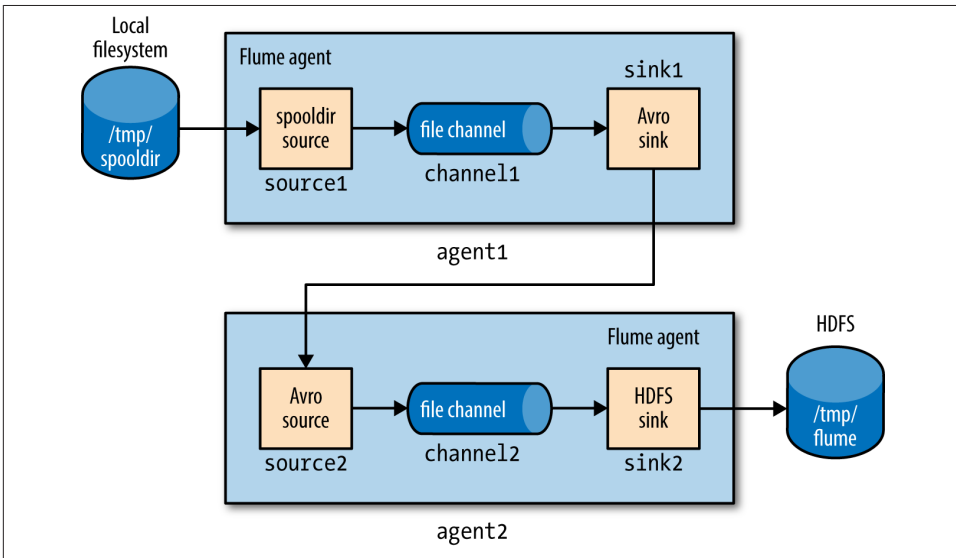 Local
filesystem
/tmp/
spooldir
Flume agent
spooldir
source
source1
file channel
channel1
sink1
Avro
sink
agent1
Flume agent
Avro
source
source2
file channel
channel2
HDFS
sink
sink2
HDFS
/tmp/
flume
agent2